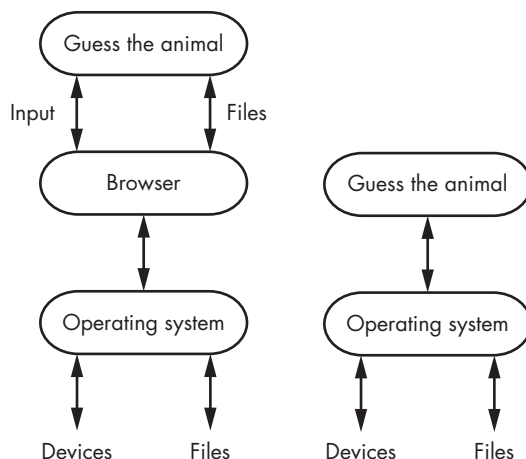 Guess the animal
Input
Files
Browser
Operating system
Devices
Files
Guess the animal
Operating system
Devices
Files